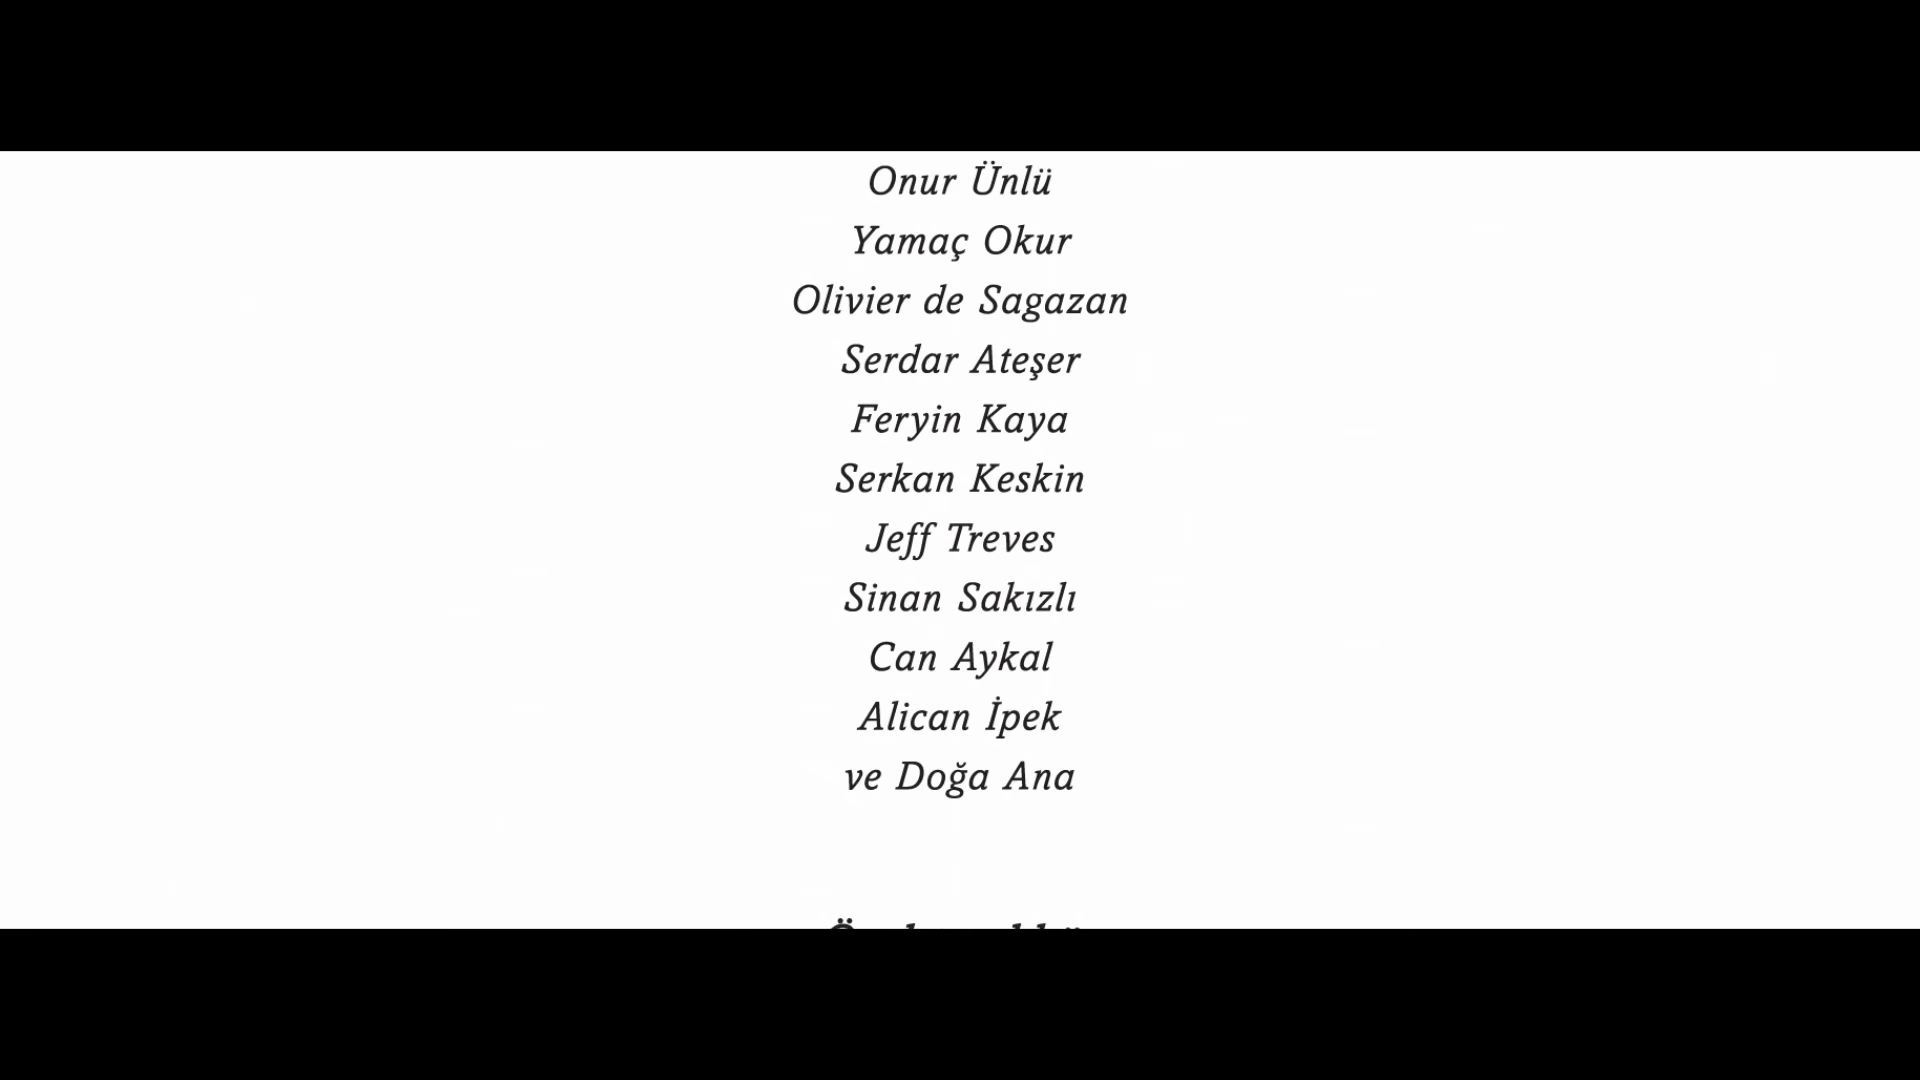 Onur Ünlü
Yamaç Okur
Olivier de Sagazan
Serdar Ateşer
Feryin Kaya
Serkan Keskin
Jeff Treves
Sinan Sakızlı
Can Aykal
Alican İpek
ve Doğa Ana